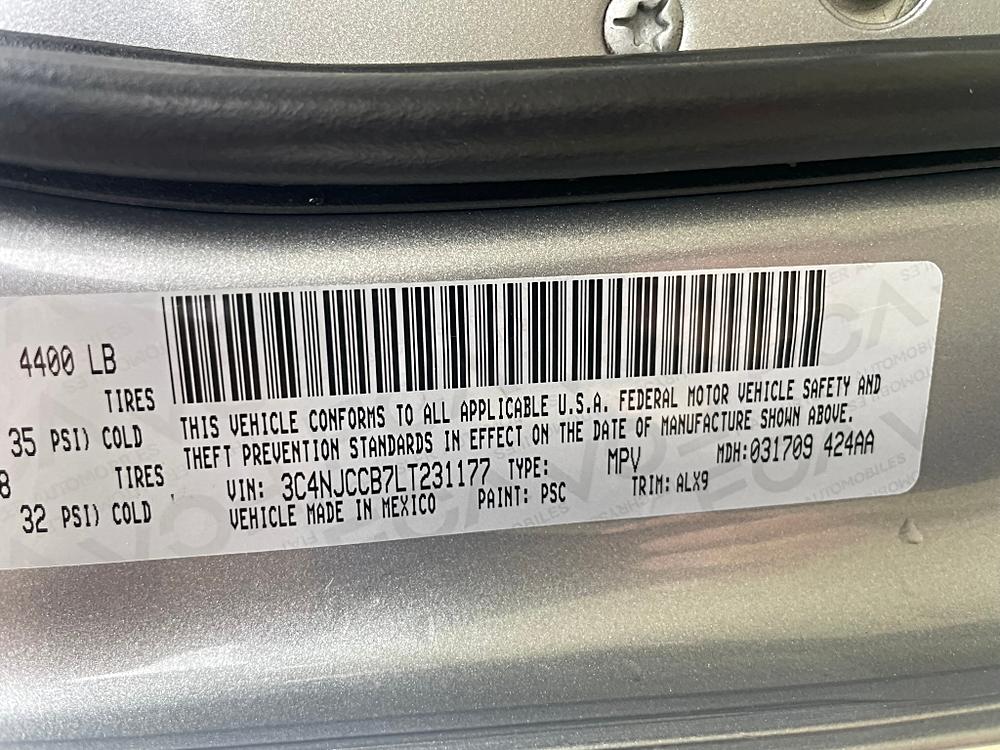 4400 LB
TIRES
35 PSI) COLD
8 TIRES
32 PSI) COLD
THIS VEHICLE CONFORMS TO ALL APPLICABLE U.S.A. FEDERAL MOTOR VEHICLE SAFETY AND
THEFT PREVENTION STANDARDS IN EFFECT ON THE DATE OF MANUFACTURE SHOWN ABOVE.
VIN: 3C4NJCCB7LT231177 TYPE: MPV MDH:031709 424AA
VEHICLE MADE IN MEXICO PAINT: PSC TRIM: ALX9